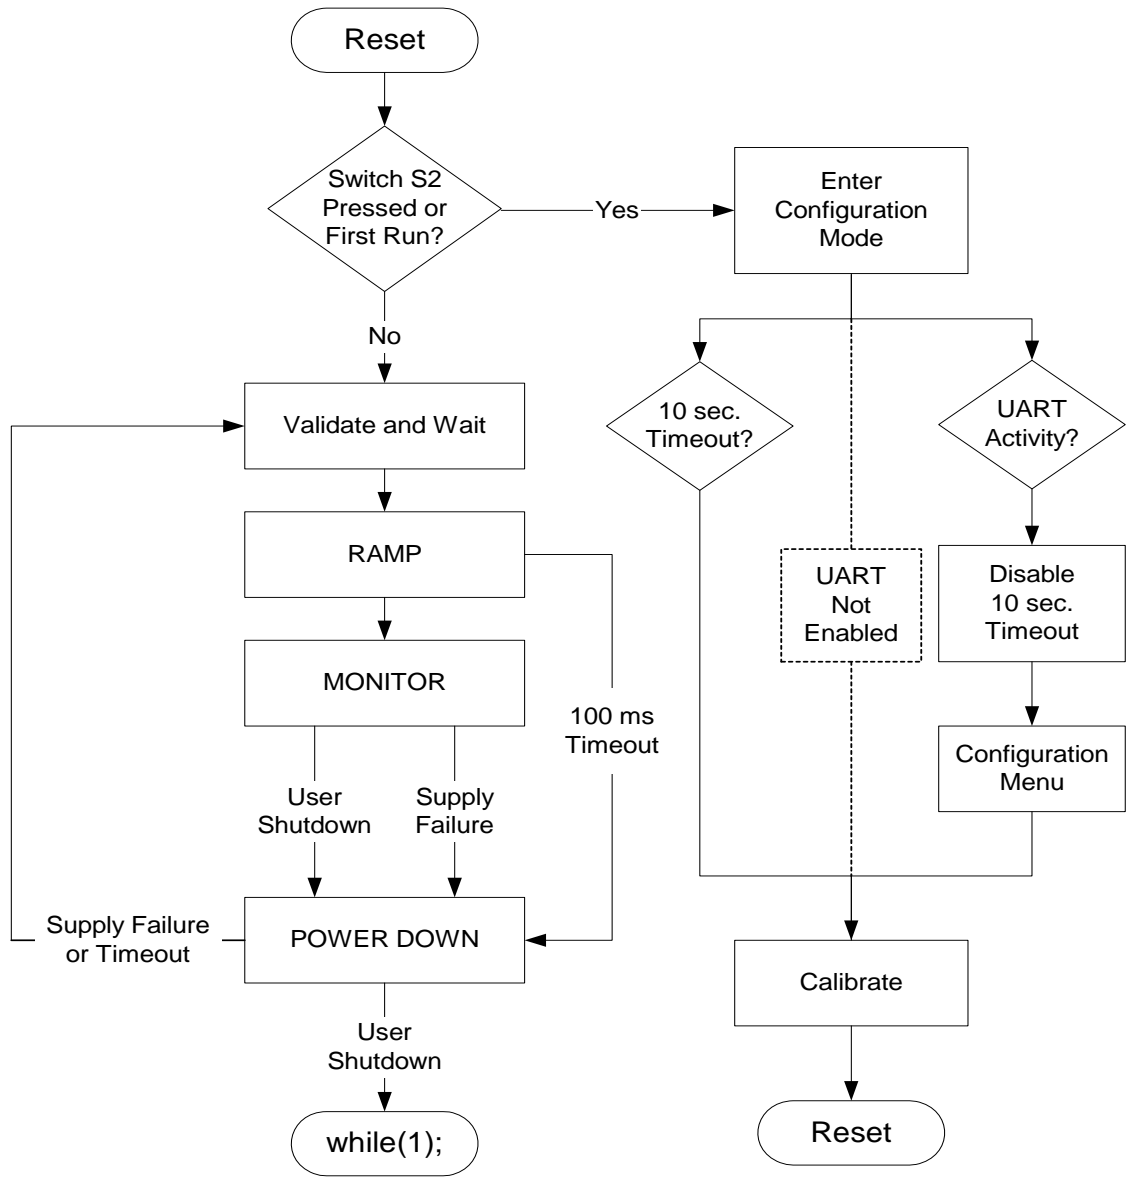 Reset
Switch S2
Pressed or
First Run?
Yes
Enter
Configuration
Mode
No
Validate and Wait
10 sec.
Timeout?
UART
Activity?
RAMP
UART
Not
Enabled
Disable
10 sec.
Timeout
MONITOR
100 ms
Timeout
Configuration
Menu
User
Shutdown
Supply
Failure
Supply Failure
or Timeout
POWER DOWN
Calibrate
User
Shutdown
while(1);
Reset